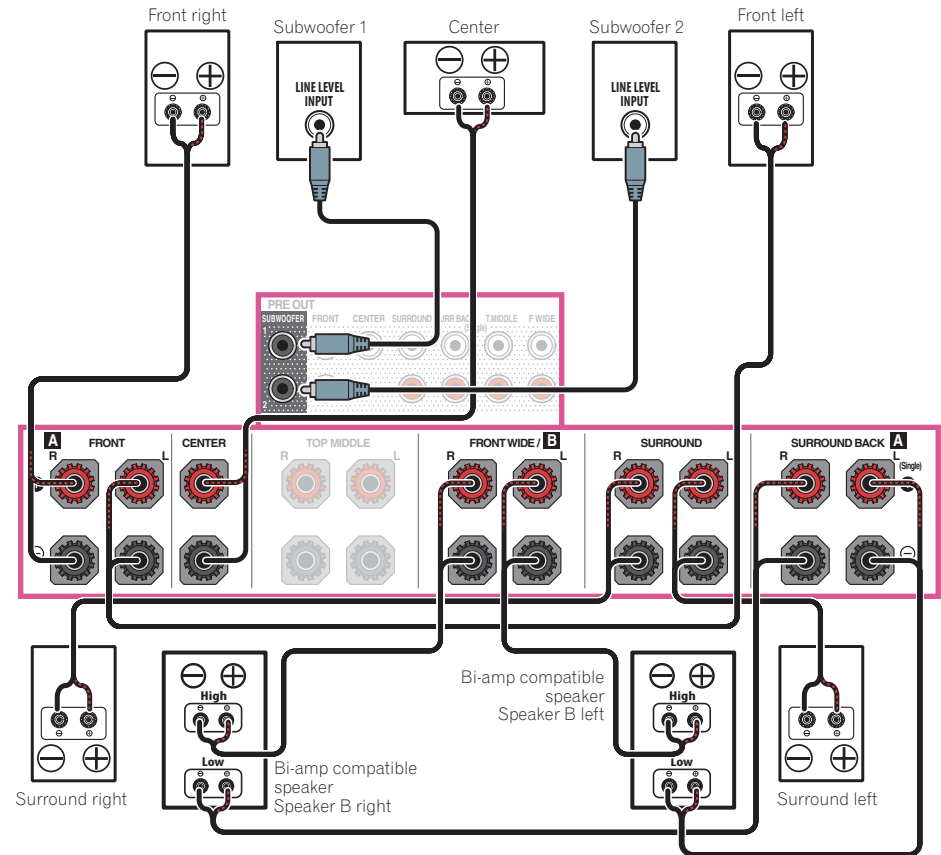 Front right
Subwoofer 1
Center
Subwoofer 2
Front left
LINE LEVEL
INPUT
LINE LEVEL
INPUT
PRE OUT
SUBWOOFER FRONT CENTER SURROUND T.MIDDLE F WIDE
1
2
A FRONT CENTER TOP MIDDLE FRONT WIDE / B SURROUND SURROUND BACK A
R L R L R L R L R L
(Single)
High
Low
High
Low
Bi-amp compatible
speaker
Speaker B left
Bi-amp compatible
speaker
Speaker B right
Surround right
Surround left